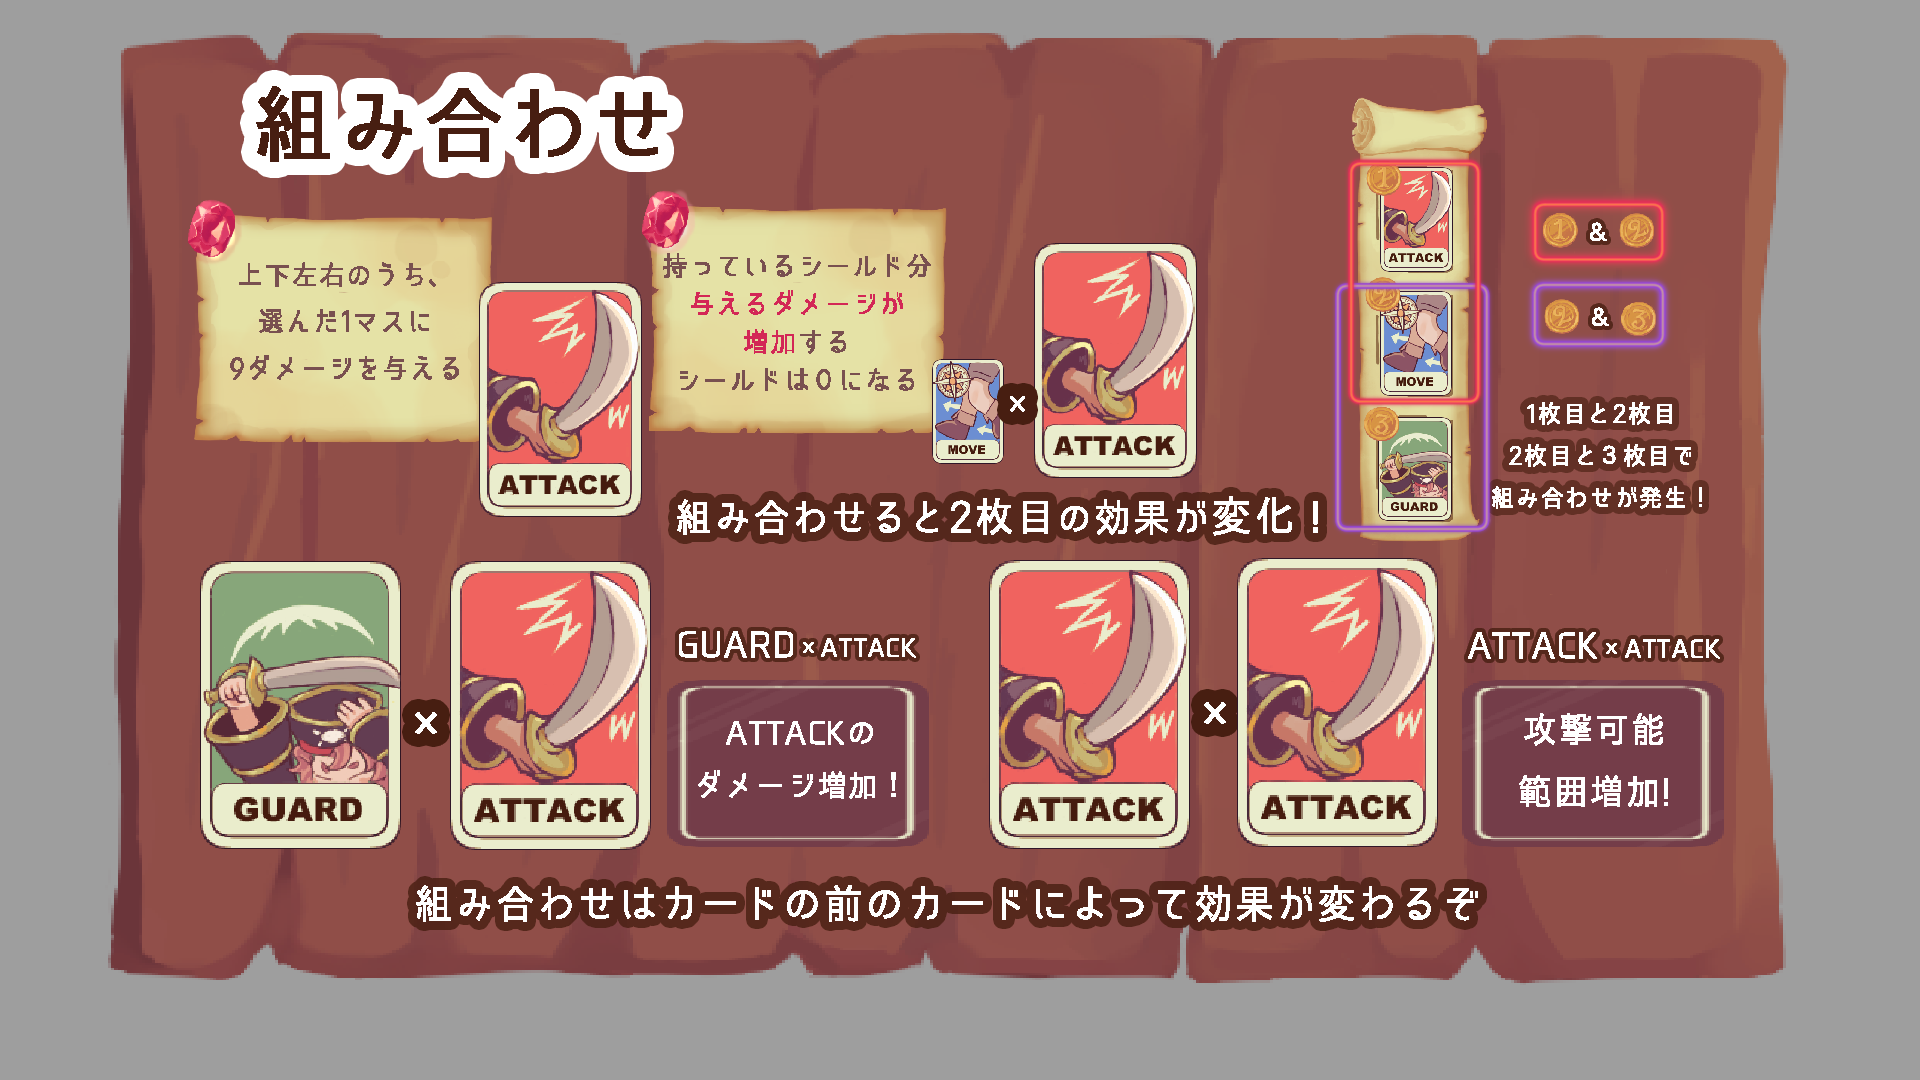 組み合わせ
上下左右のうち、
選んだ1マスに
9ダメージを与える
ATTACK
持っているシールド分
与えるダメージが
増加する
シールドは0になる
MOVE
×
ATTACK
組み合わせると2枚目の効果が変化！
1
ATTACK
2
MOVE
3
GUARD
1 & 2
2 & 3
1枚目と2枚目
2枚目と3枚目で
組み合わせが発生！
GUARD
×
ATTACK
GUARD×ATTACK
ATTACKの
ダメージ増加！
ATTACK
×
ATTACK
ATTACK×ATTACK
攻撃可能
範囲増加!
組み合わせはカードの前のカードによって効果が変わるぞ